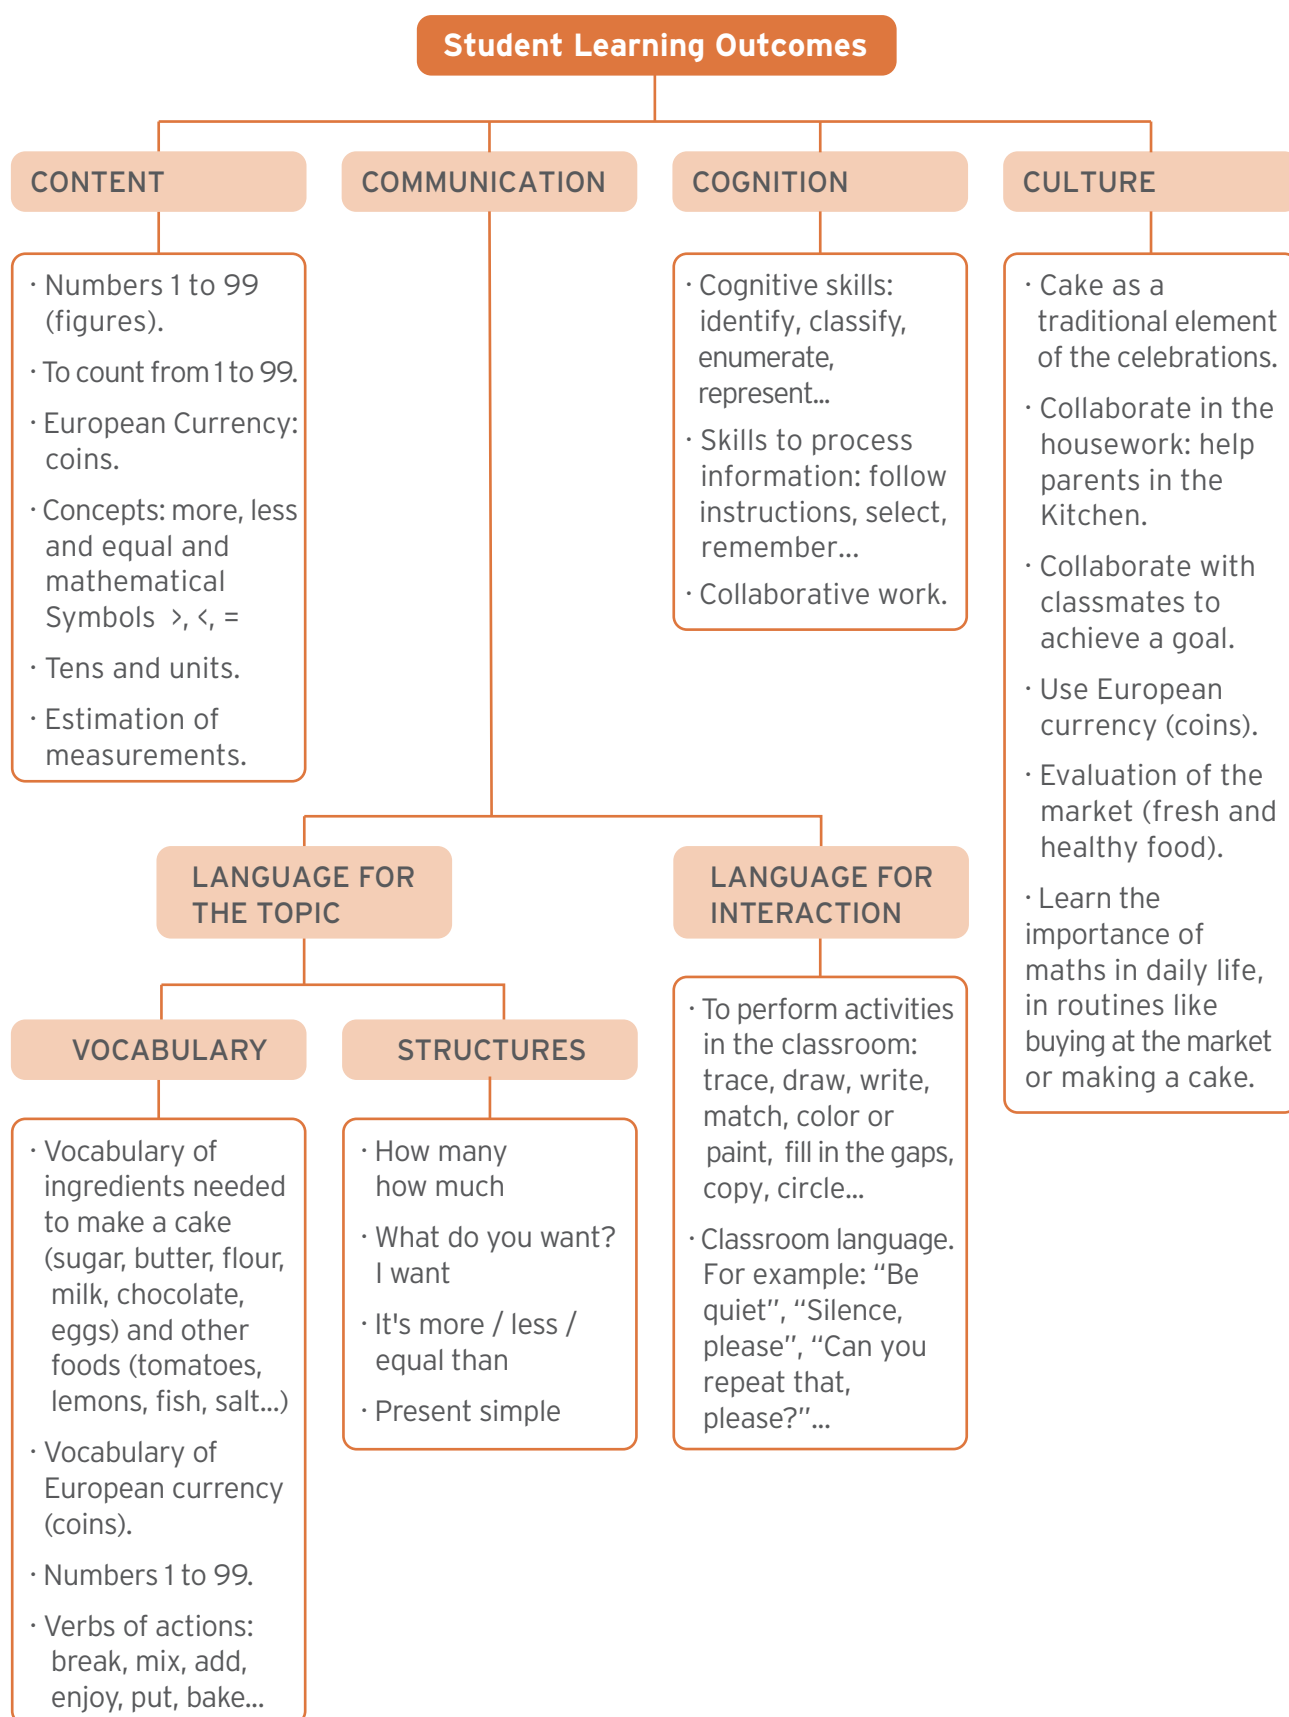 Student Learning Outcomes
CONTENT
· Numbers 1 to 99
(figures).
· To count from 1 to 99.
· European Currency:
coins.
· Concepts: more, less
and equal and
mathematical
Symbols >, <, =
· Tens and units.
· Estimation of
measurements.
COMMUNICATION
LANGUAGE FOR
THE TOPIC
VOCABULARY
· Vocabulary of
ingredients needed
to make a cake
(sugar, butter, flour,
milk, chocolate,
eggs) and other
foods (tomatoes,
lemons, fish, salt...)
· Vocabulary of
European currency
(coins).
· Numbers 1 to 99.
· Verbs of actions:
break, mix, add,
enjoy, put, bake...
STRUCTURES
· How many
how much
· What do you want?
I want
· It's more / less /
equal than
· Present simple
LANGUAGE FOR
INTERACTION
· To perform activities
in the classroom:
trace, draw, write,
match, color or
paint, fill in the gaps,
copy, circle...
· Classroom language.
For example: “Be
quiet”, “Silence,
please”, “Can you
repeat that,
please?”...
COGNITION
· Cognitive skills:
identify, classify,
enumerate,
represent...
· Skills to process
information: follow
instructions, select,
remember...
· Collaborative work.
CULTURE
· Cake as a
traditional element
of the celebrations.
· Collaborate in the
housework: help
parents in the
Kitchen.
· Collaborate with
classmates to
achieve a goal.
· Use European
currency (coins).
· Evaluation of the
market (fresh and
healthy food).
· Learn the
importance of
maths in daily life,
in routines like
buying at the market
or making a cake.